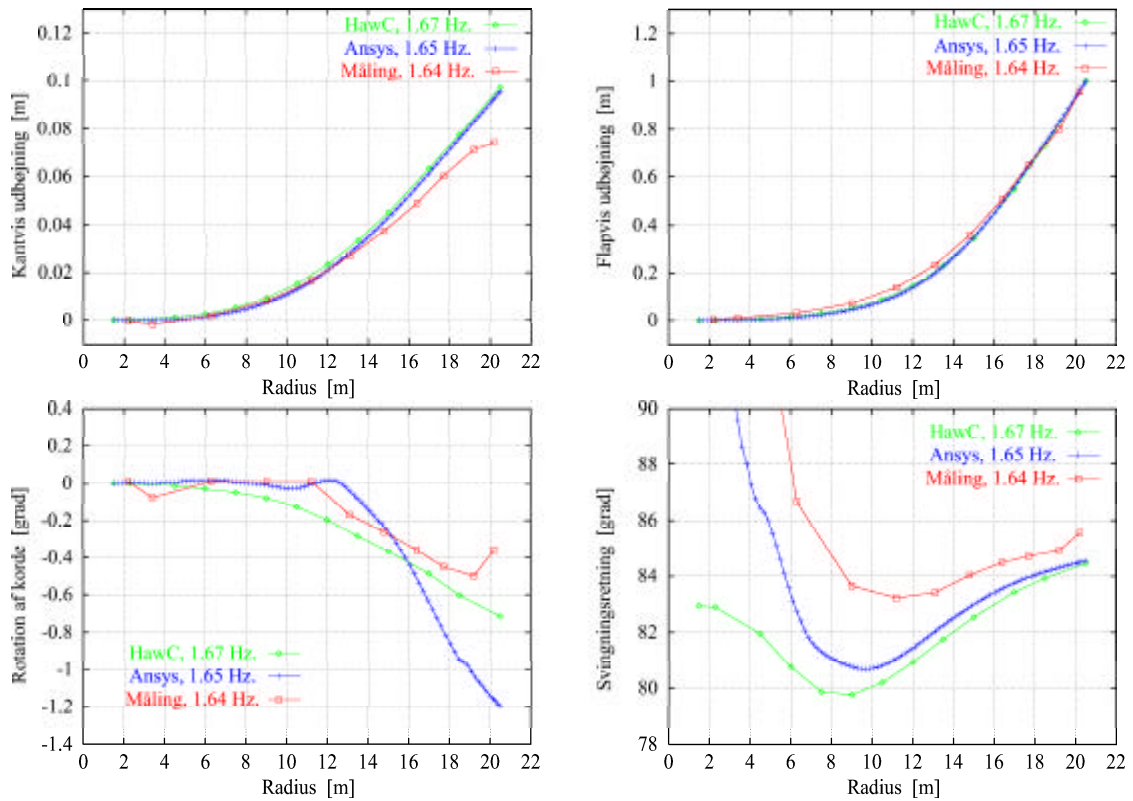 HawC, 1.67 Hz.
Ansys, 1.65 Hz.
Måling, 1.64 Hz.
Kantvis udbøjning [m]
0.12
0.1
0.08
0.06
0.04
0.02
0
0 2 4 6 8 10 12 14 16 18 20 22
Radius [m]
HawC, 1.67 Hz.
Ansys, 1.65 Hz.
Måling, 1.64 Hz.
Flapvis udbøjning [m]
1.2
1
0.8
0.6
0.4
0.2
0
0 2 4 6 8 10 12 14 16 18 20 22
Radius [m]
Rotation af korde [grad]
0.4
0.2
0
-0.2
-0.4
-0.6
-0.8
-1
-1.2
-1.4
HawC, 1.67 Hz.
Ansys, 1.65 Hz.
Måling, 1.64 Hz.
0 2 4 6 8 10 12 14 16 18 20 22
Radius [m]
HawC, 1.67 Hz.
Ansys, 1.65 Hz.
Måling, 1.64 Hz.
Svingningsretning [grad]
90
88
86
84
82
80
78
0 2 4 6 8 10 12 14 16 18 20 22
Radius [m]